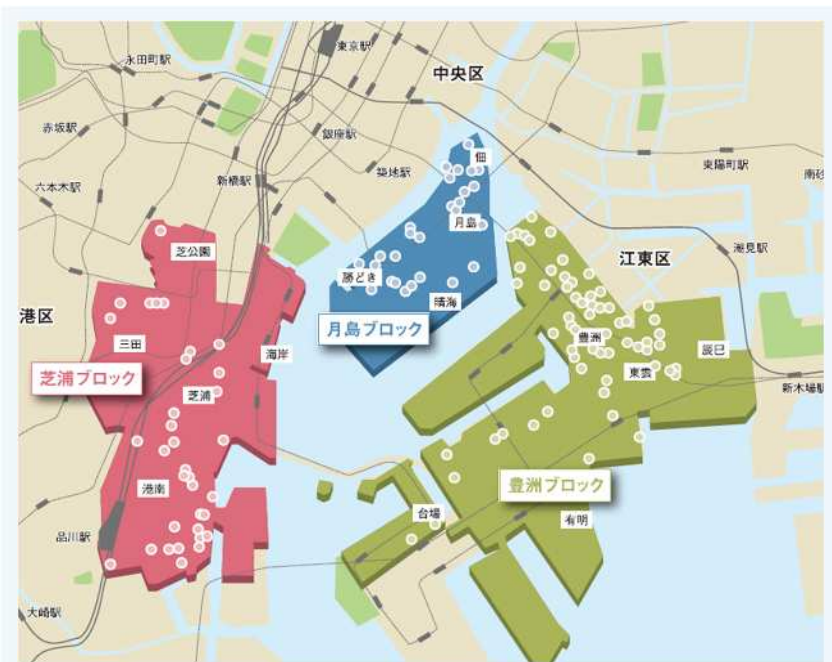 永田町駅
東京駅
中央区
赤坂駅
銀座駅
佃
東陽町駅
南砂
六本木駅
新橋駅
築地駅
月島
芝公園
江東区
潮見駅
勝どき
晴海
港区
月島ブロック
三田
海岸
豊洲
辰巳
芝浦ブロック
東雲
新木場駅
芝浦
港南
豊洲ブロック
台場
有明
品川駅
大崎駅